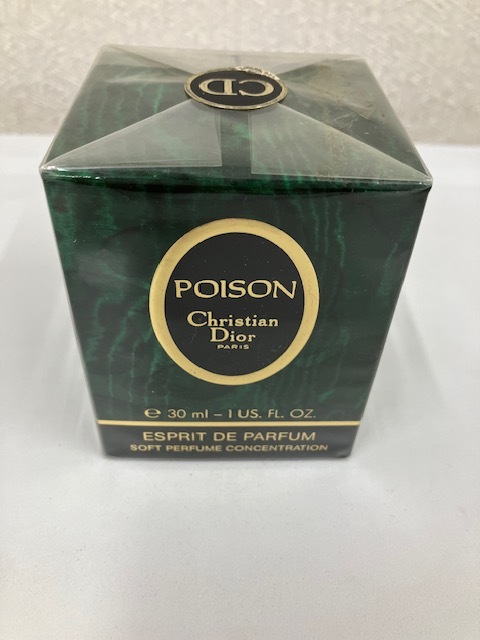 CD
POISON
Christian
Dior
PARIS
℮ 30 ml – 1 US. FL. OZ.
ESPRIT DE PARFUM
SOFT PERFUME CONCENTRATION